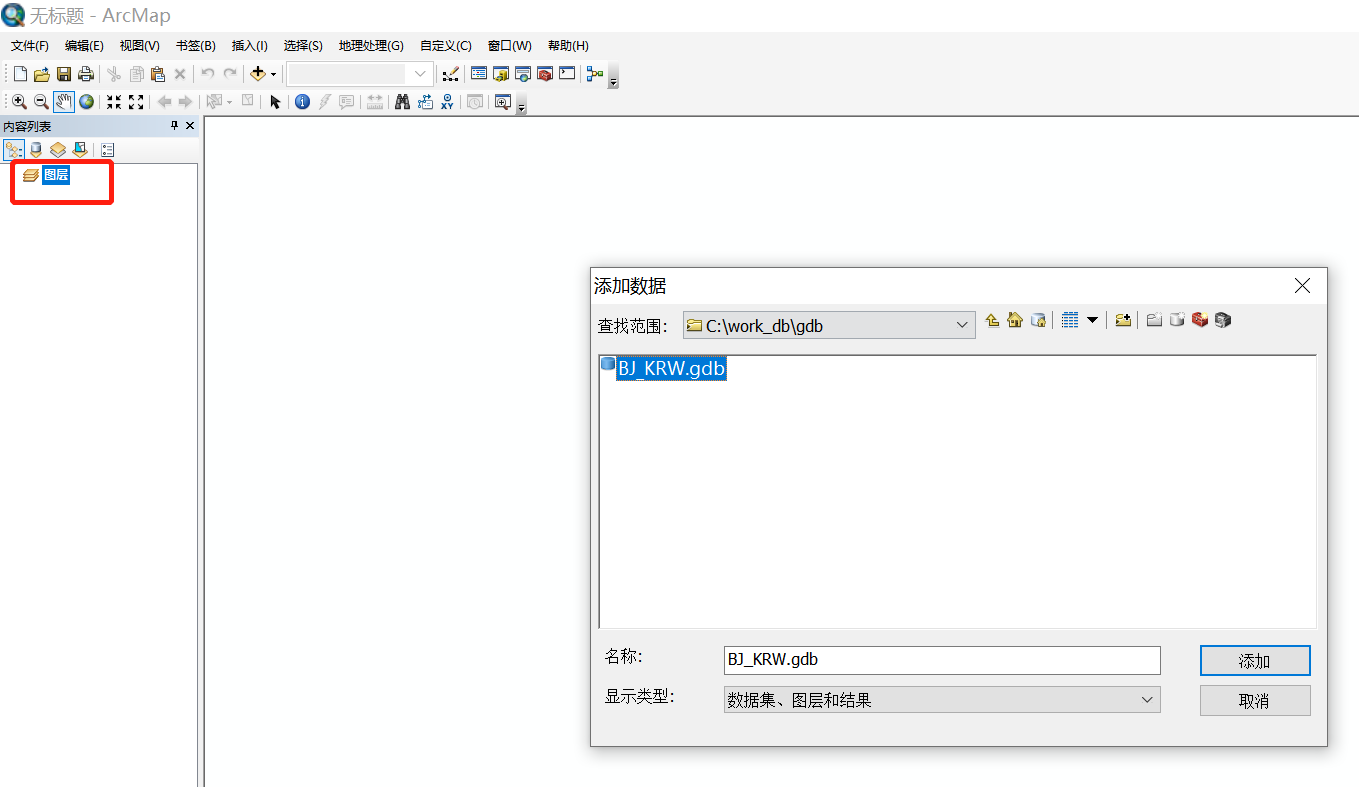 无标题 - ArcMap
文件(F) 编辑(E) 视图(V) 书签(B) 插入(I) 选择(S) 地理处理(G) 自定义(C) 窗口(W) 帮助(H)
XY
内容列表
图层
添加数据
查找范围: C:\work_db\gdb
BJ_KRW.gdb
名称: BJ_KRW.gdb
添加
显示类型: 数据集、图层和结果
取消